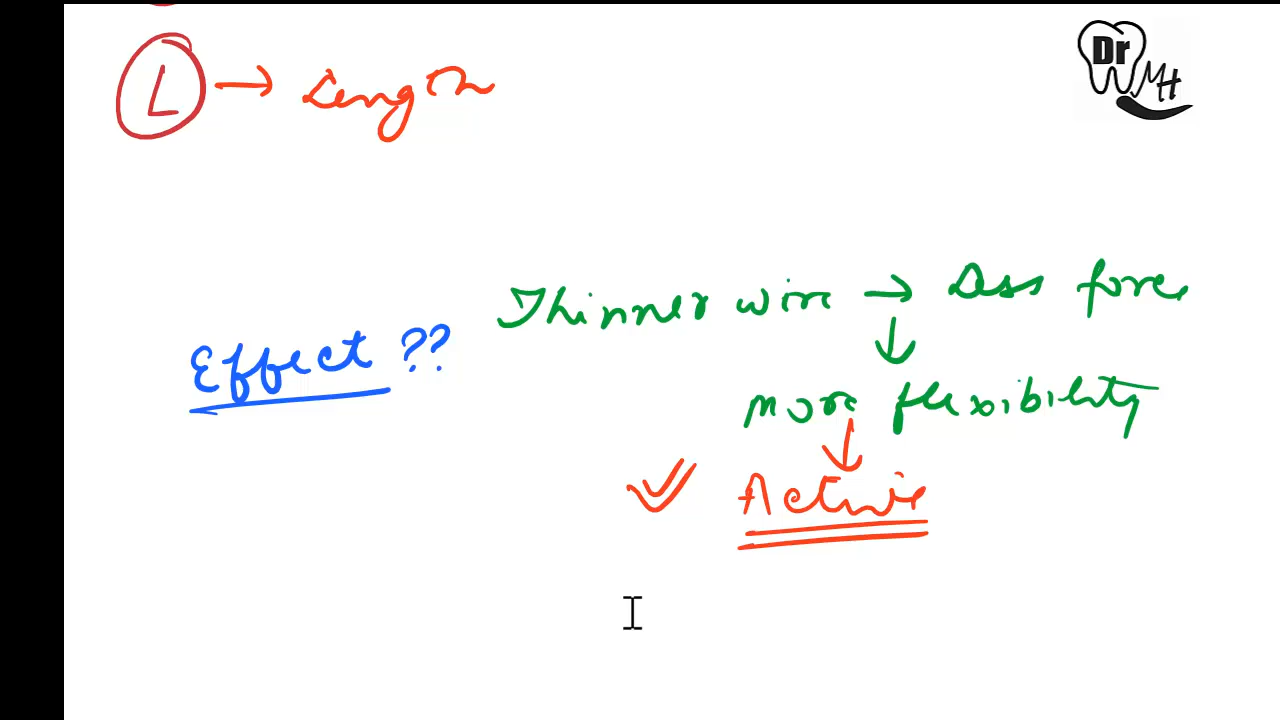 L → Length
Dr
MH
Thinner wire → Less force
Effect ??
↓
more flexibility
↓
Active